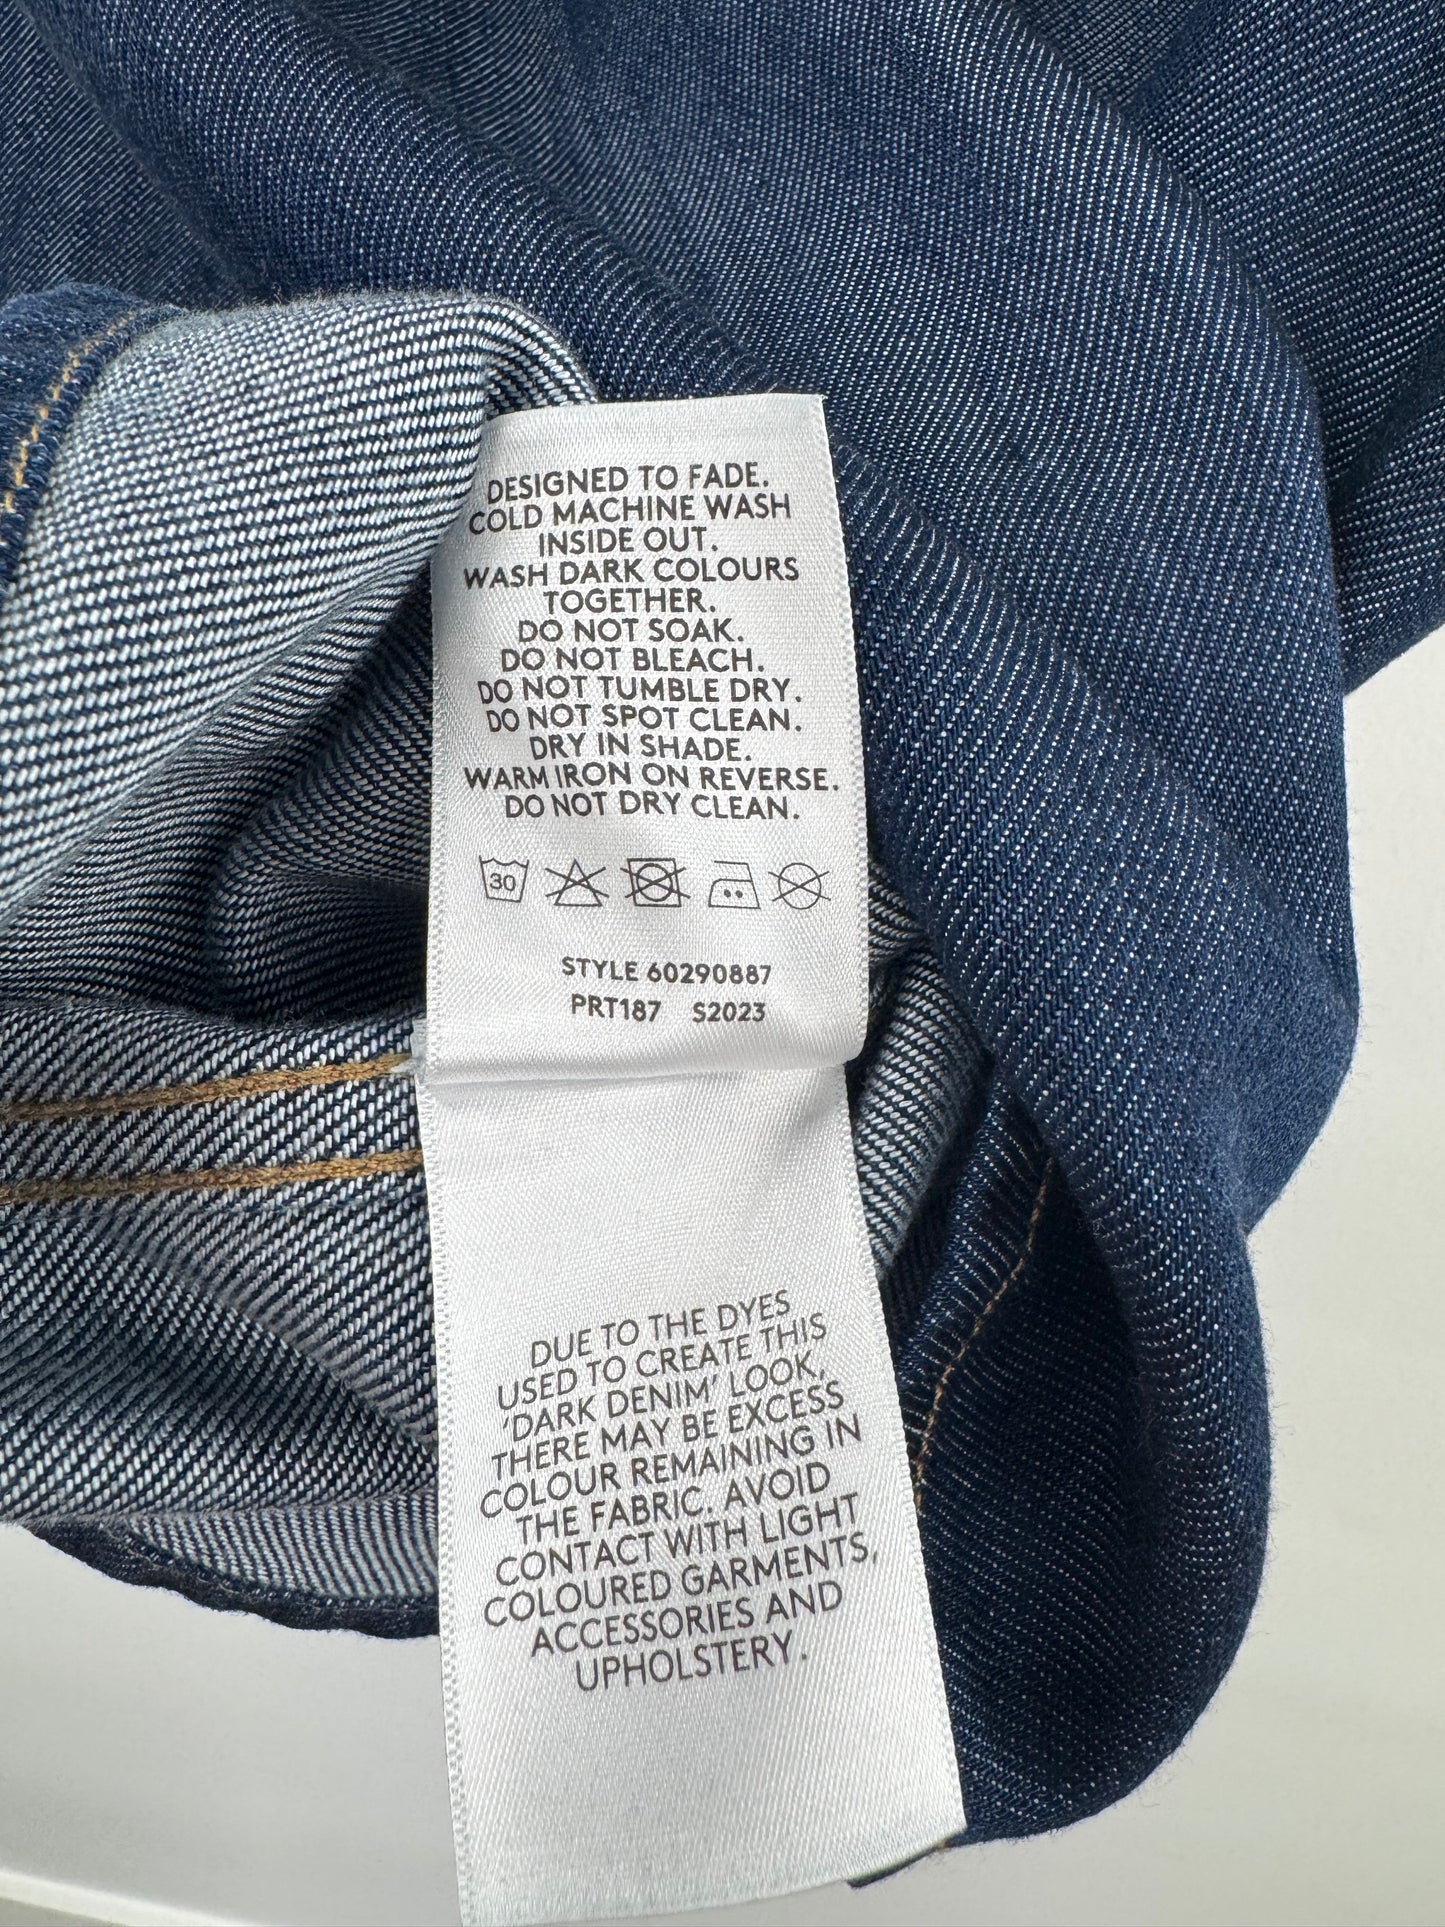 DESIGNED TO FADE.
COLD MACHINE WASH
INSIDE OUT.
WASH DARK COLOURS
TOGETHER.
DO NOT SOAK.
DO NOT BLEACH.
DO NOT TUMBLE DRY.
DO NOT SPOT CLEAN.
DRY IN SHADE.
WARM IRON ON REVERSE.
DO NOT DRY CLEAN.
30
STYLE 60290887
PRT187 S2023
DUE TO THE DYES
USED TO CREATE THIS
'DARK DENIM' LOOK,
THERE MAY BE EXCESS
COLOUR REMAINING IN
THE FABRIC. AVOID
CONTACT WITH LIGHT
COLOURED GARMENTS,
ACCESSORIES AND
UPHOLSTERY.